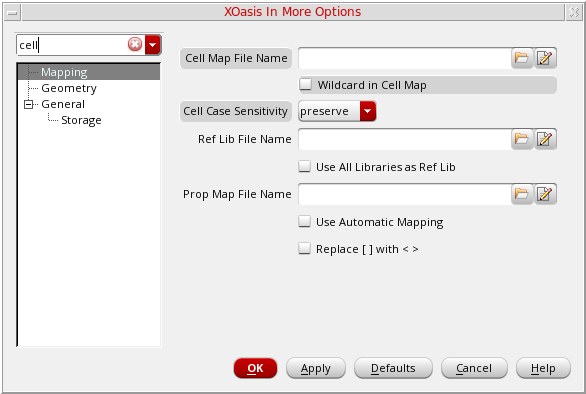 XOasis In More Options
cell
Mapping
Geometry
General
Storage
Cell Map File Name
Wildcard in Cell Map
Cell Case Sensitivity preserve
Ref Lib File Name
Use All Libraries as Ref Lib
Prop Map File Name
Use Automatic Mapping
Replace [ ] with < >
OK Apply Defaults Cancel Help